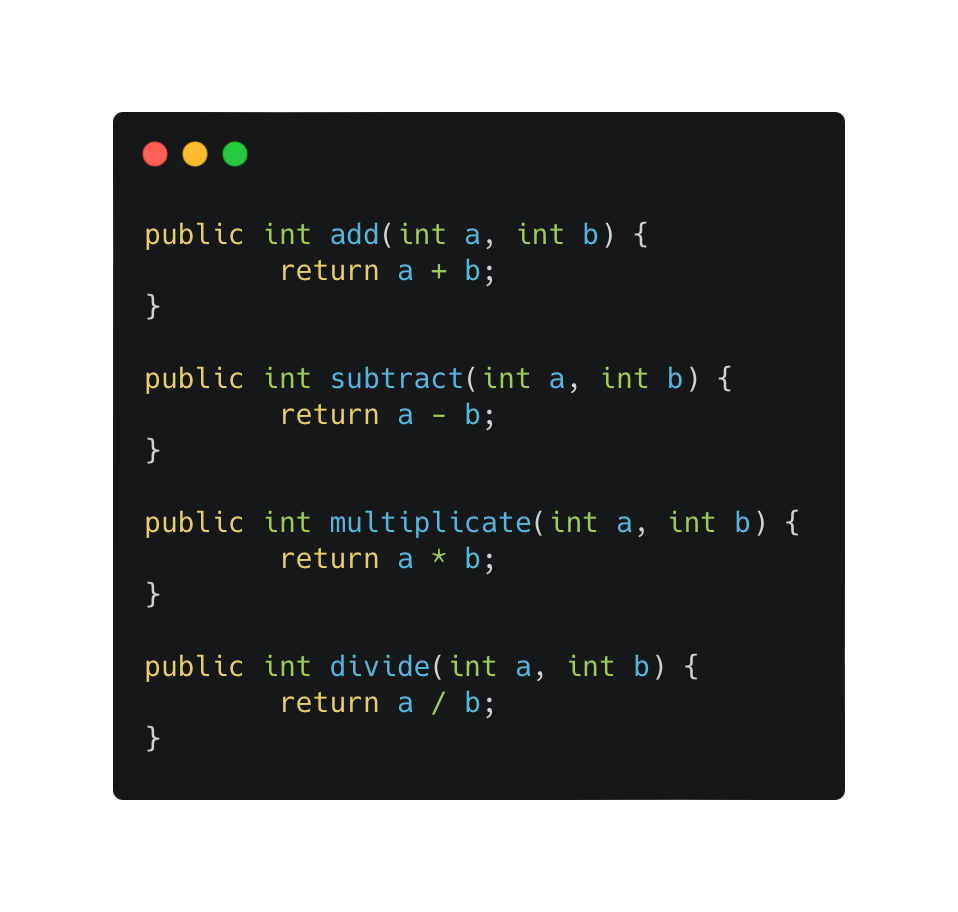 public int add(int a, int b) {
        return a + b;
}

public int subtract(int a, int b) {
        return a - b;
}

public int multiplicate(int a, int b) {
        return a * b;
}

public int divide(int a, int b) {
        return a / b;
}